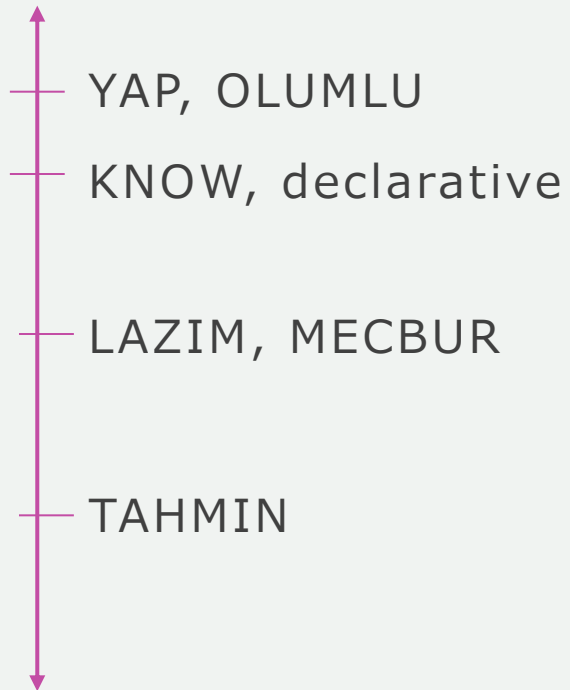 YAP, OLUMLU
KNOW, declarative
LAZIM, MECBUR
TAHMIN